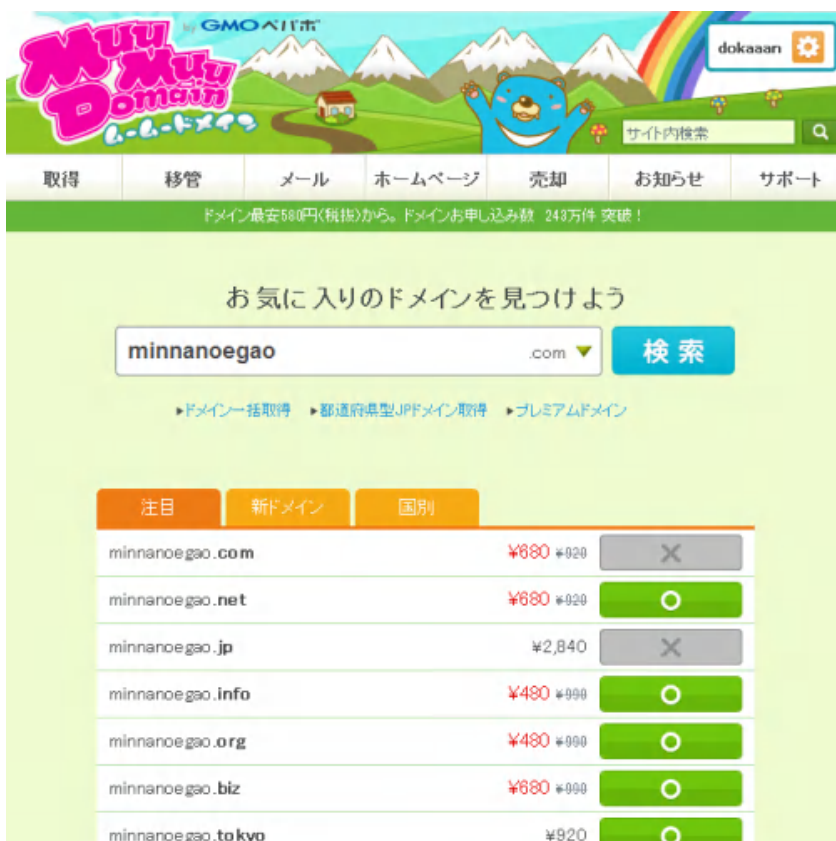 by GMOペパボ
MuuMuu Domain
ムームードメイン
dokaaan
サイト内検索
取得 移管 メール ホームページ 売却 お知らせ サポート
ドメイン最安580円(税抜)から。ドメインお申し込み数 243万件 突破！
お気に入りのドメインを見つけよう
minnanoegao .com ▼ 検索
▶ドメイン一括取得 ▶都道府県型JPドメイン取得 ▶プレミアムドメイン
注目 新ドメイン 国別
minnanoegao.com ¥680 ¥920 ×
minnanoegao.net ¥680 ¥920 ○
minnanoegao.jp ¥2,840 ×
minnanoegao.info ¥480 ¥990 ○
minnanoegao.org ¥480 ¥990 ○
minnanoegao.biz ¥680 ¥990 ○
minnanoegao.tokyo ¥920 ○